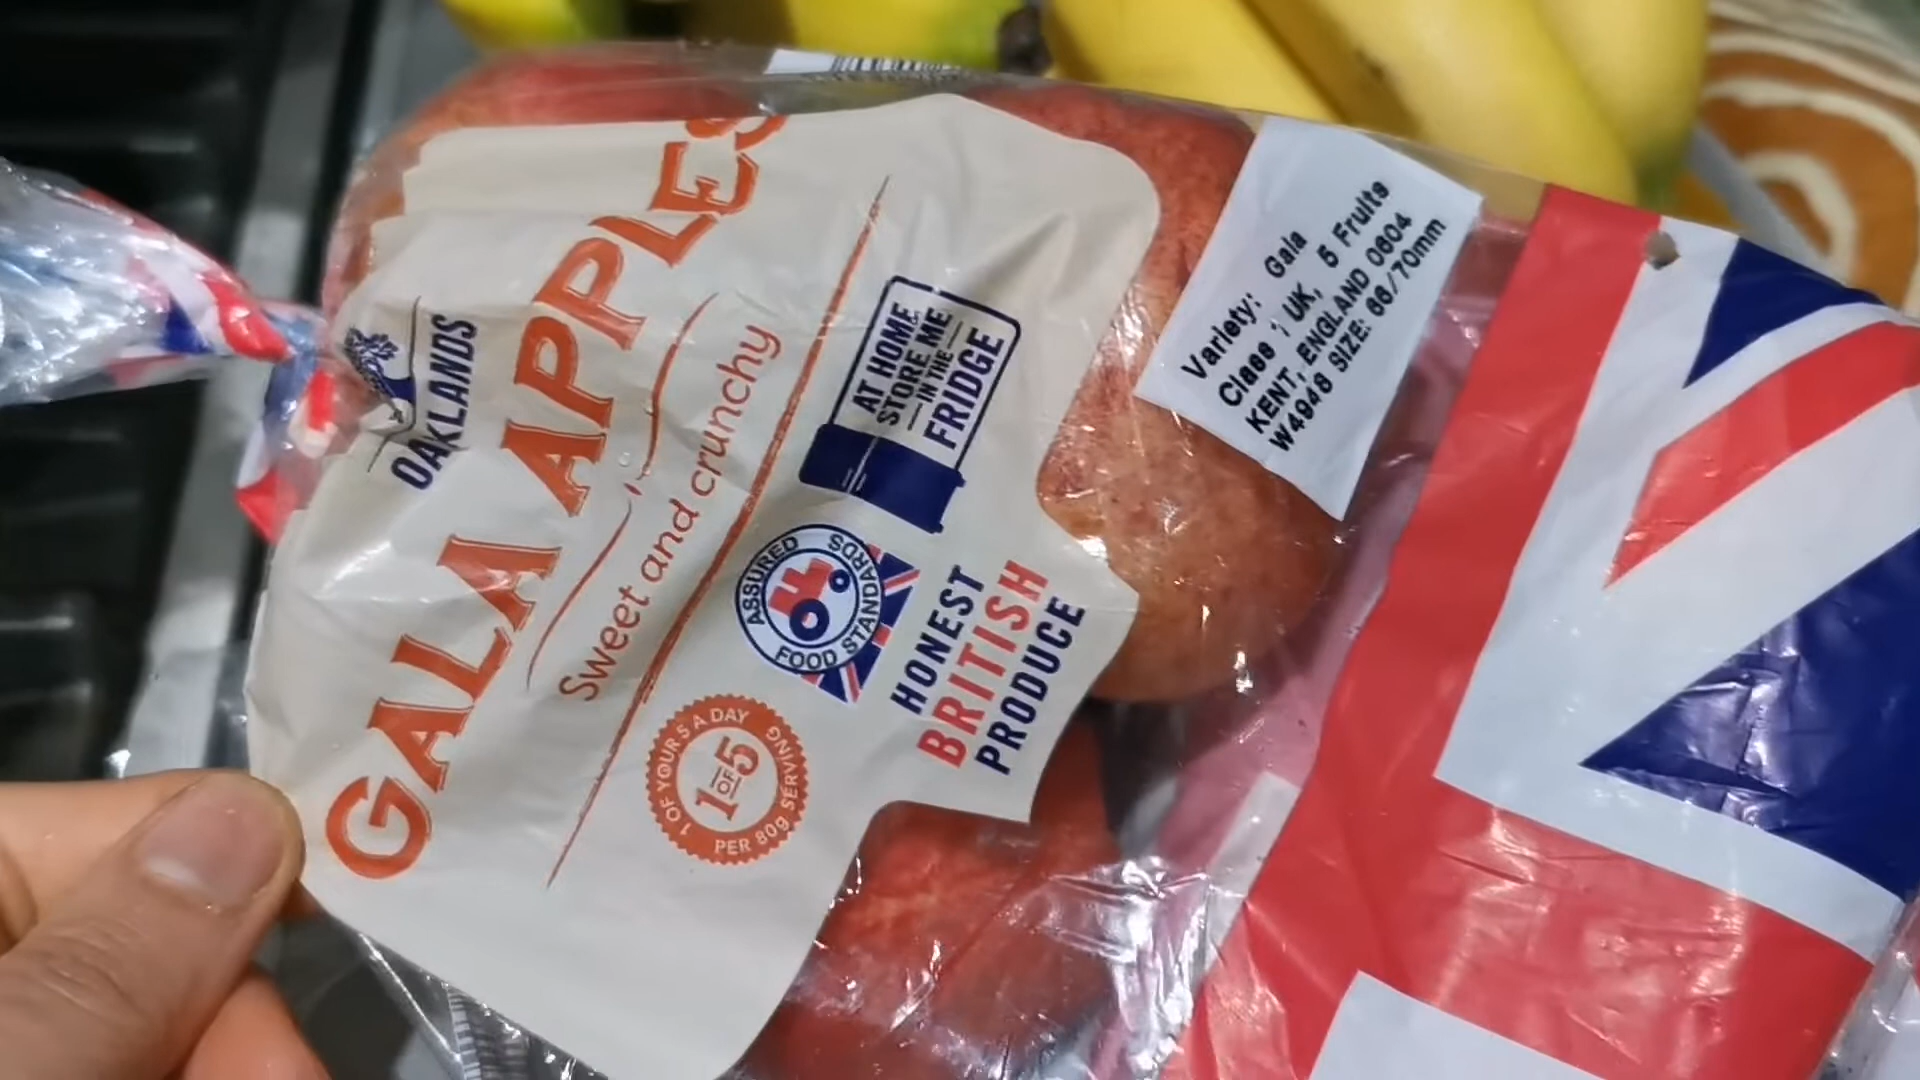 OAKLANDS
GALA APPLES
Sweet and crunchy
AT HOME
STORE ME
IN THE
FRIDGE
ASSURED FOOD STANDARDS
1 OF YOUR 5 A DAY
1 OF 5
PER 80g SERVING
HONEST
BRITISH
PRODUCE
Variety: Gala
Class 1 UK, 5 Fruits
KENT, ENGLAND 0604
W4948 SIZE: 66/70mm